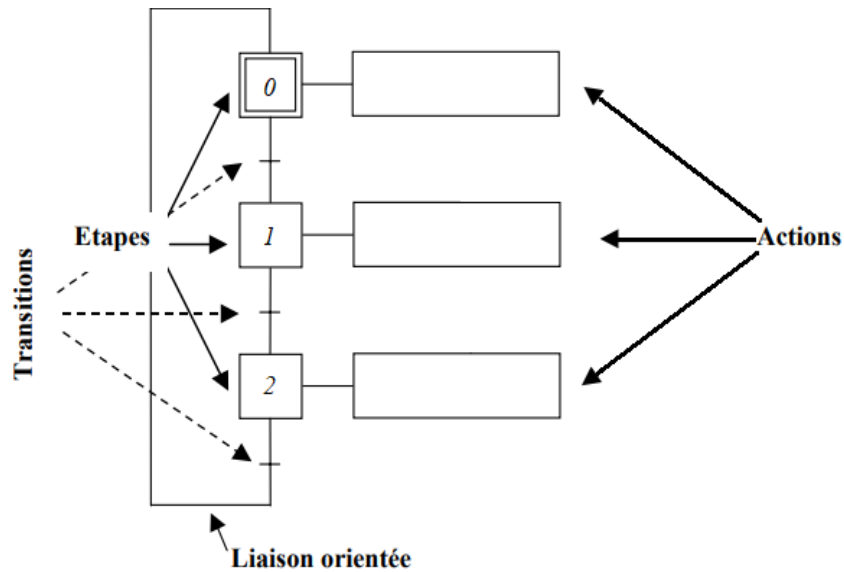 0
Etapes
1
Actions
Transitions
2
Liaison orientée